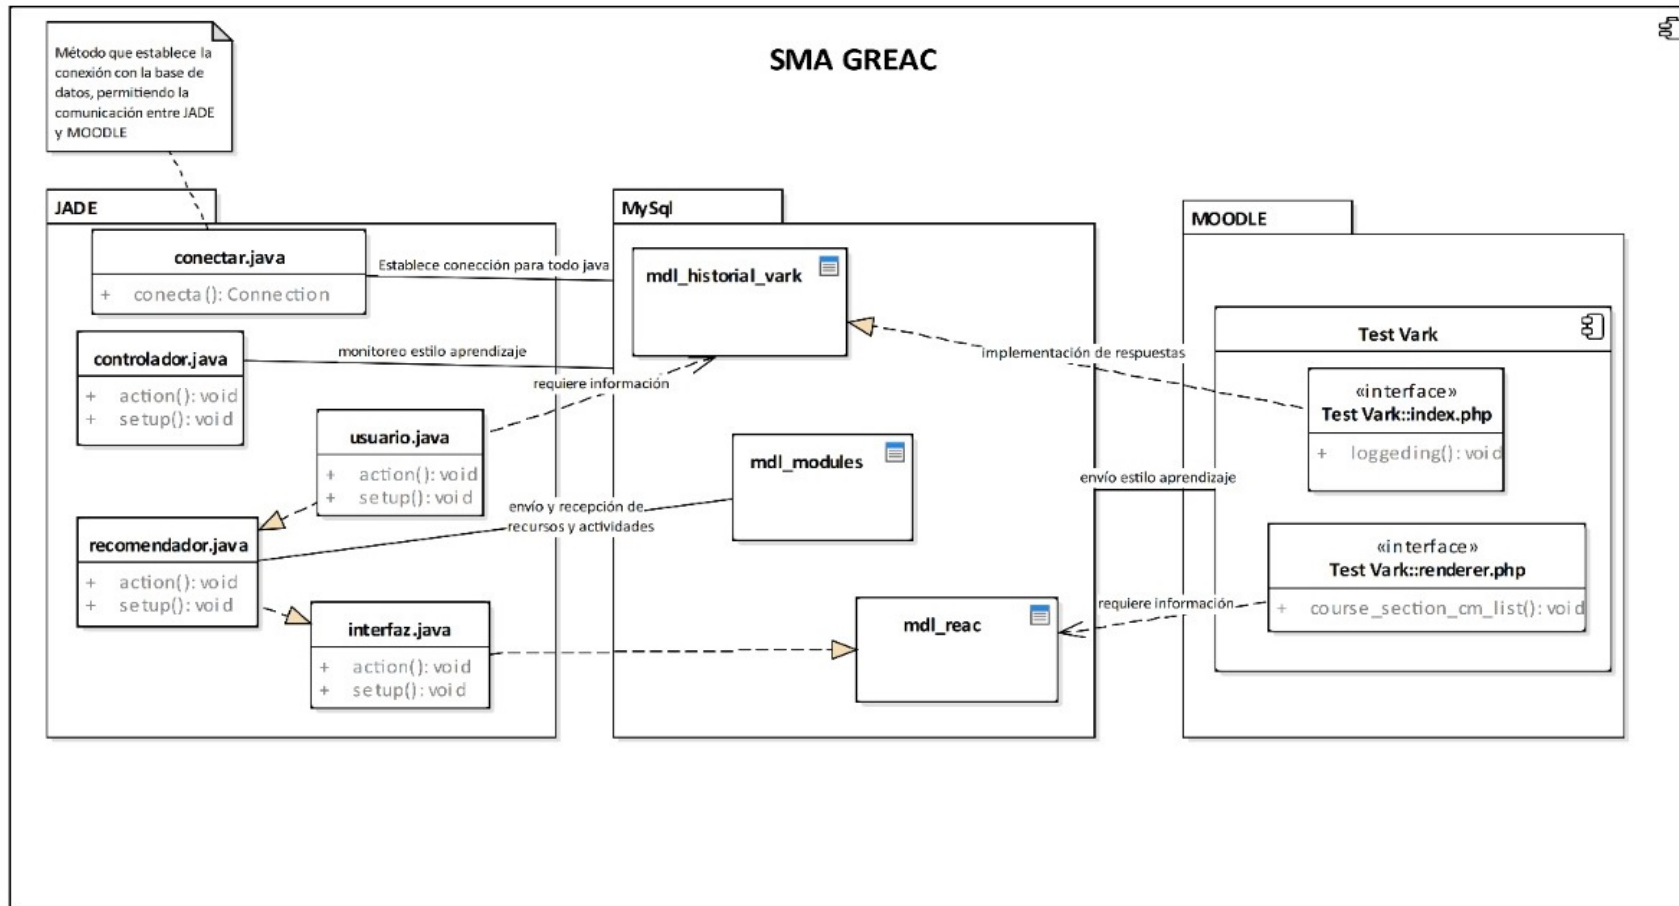 SMA GREAC
Método que establece la
conexión con la base de
datos, permitiendo la
comunicación entre JADE
y MOODLE
JADE
conectar.java
+ conecta(): Connection
controlador.java
+ action(): void
+ setup(): void
usuario.java
+ action(): void
+ setup(): void
recomendador.java
+ action(): void
+ setup(): void
interfaz.java
+ action(): void
+ setup(): void
Establece conección para todo java
monitoreo estilo aprendizaje
requiere información
envío y recepción de
recursos y actividades
MySql
mdl_historial_vark
mdl_modules
mdl_reac
implementación de respuestas
envío estilo aprendizaje
requiere información
MOODLE
Test Vark
«interface»
Test Vark::index.php
+ loggeding(): void
«interface»
Test Vark::renderer.php
+ course_section_cm_list(): void